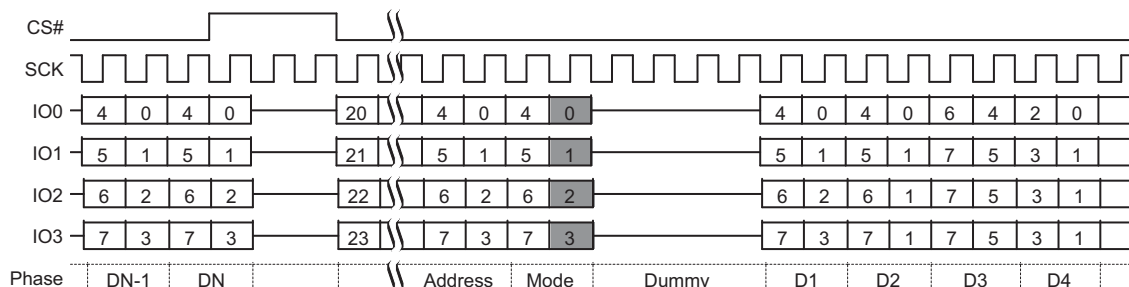 CS#
SCK
IO0 4 0 4 0 20 4 0 4 0 4 0 4 0 6 4 2 0
IO1 5 1 5 1 21 5 1 5 1 5 1 5 1 7 5 3 1
IO2 6 2 6 2 22 6 2 6 2 6 2 6 1 7 5 3 1
IO3 7 3 7 3 23 7 3 7 3 7 3 7 1 7 5 3 1
Phase DN-1 DN Address Mode Dummy D1 D2 D3 D4